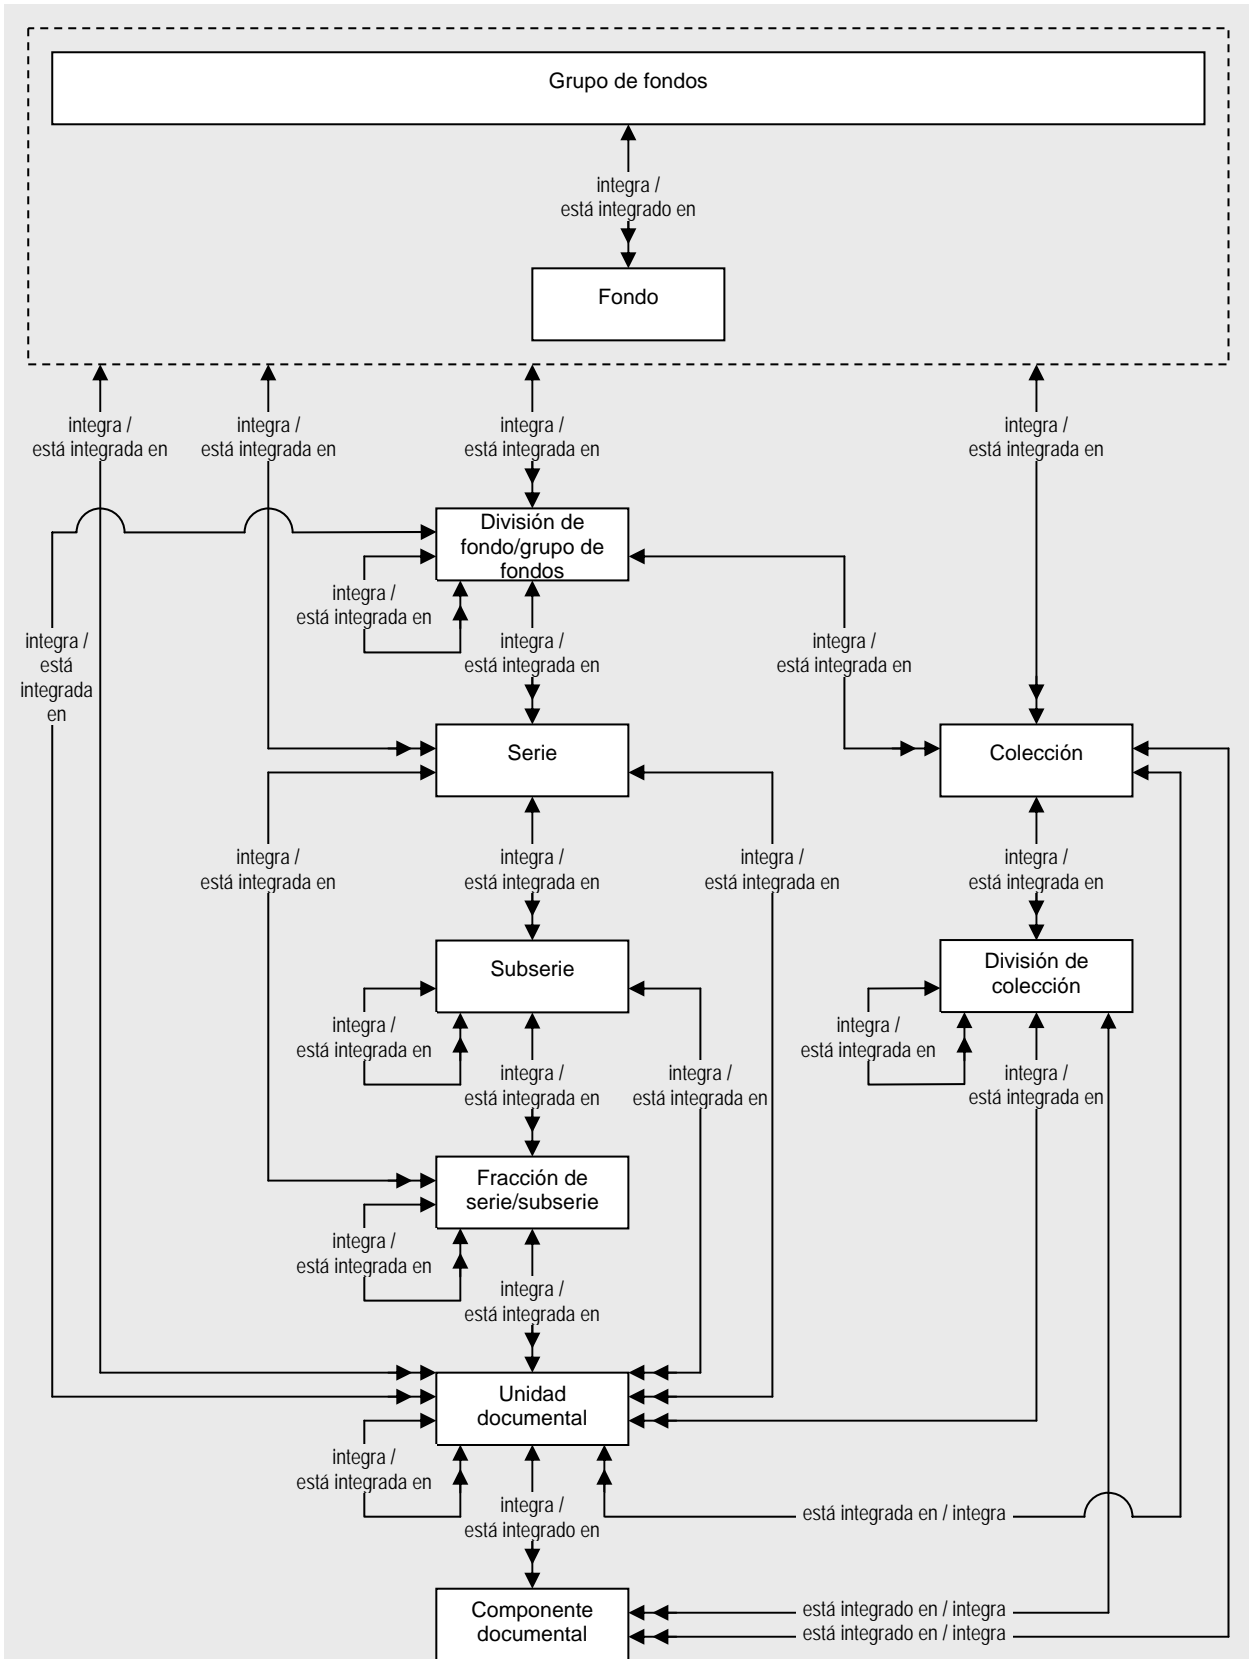 Grupo de fondos
integra /
está integrado en
Fondo
integra /
está integrada en
integra /
está integrada en
integra /
está integrada en
integra /
está integrada en
División de
fondo/grupo de
fondos
integra /
está integrada en
integra /
está integrada en
integra /
está integrada en
integra /
está
integrada
en
Serie
Colección
integra /
está integrada en
integra /
está integrada en
integra /
está integrada en
integra /
está integrada en
Subserie
División de
colección
integra /
está integrada en
integra /
está integrada en
integra /
está integrada en
integra /
está integrada en
integra /
está integrada en
Fracción de
serie/subserie
integra /
está integrada en
integra /
está integrada en
Unidad
documental
integra /
está integrada en
integra /
está integrado en
está integrada en / integra
Componente
documental
está integrado en / integra
está integrado en / integra